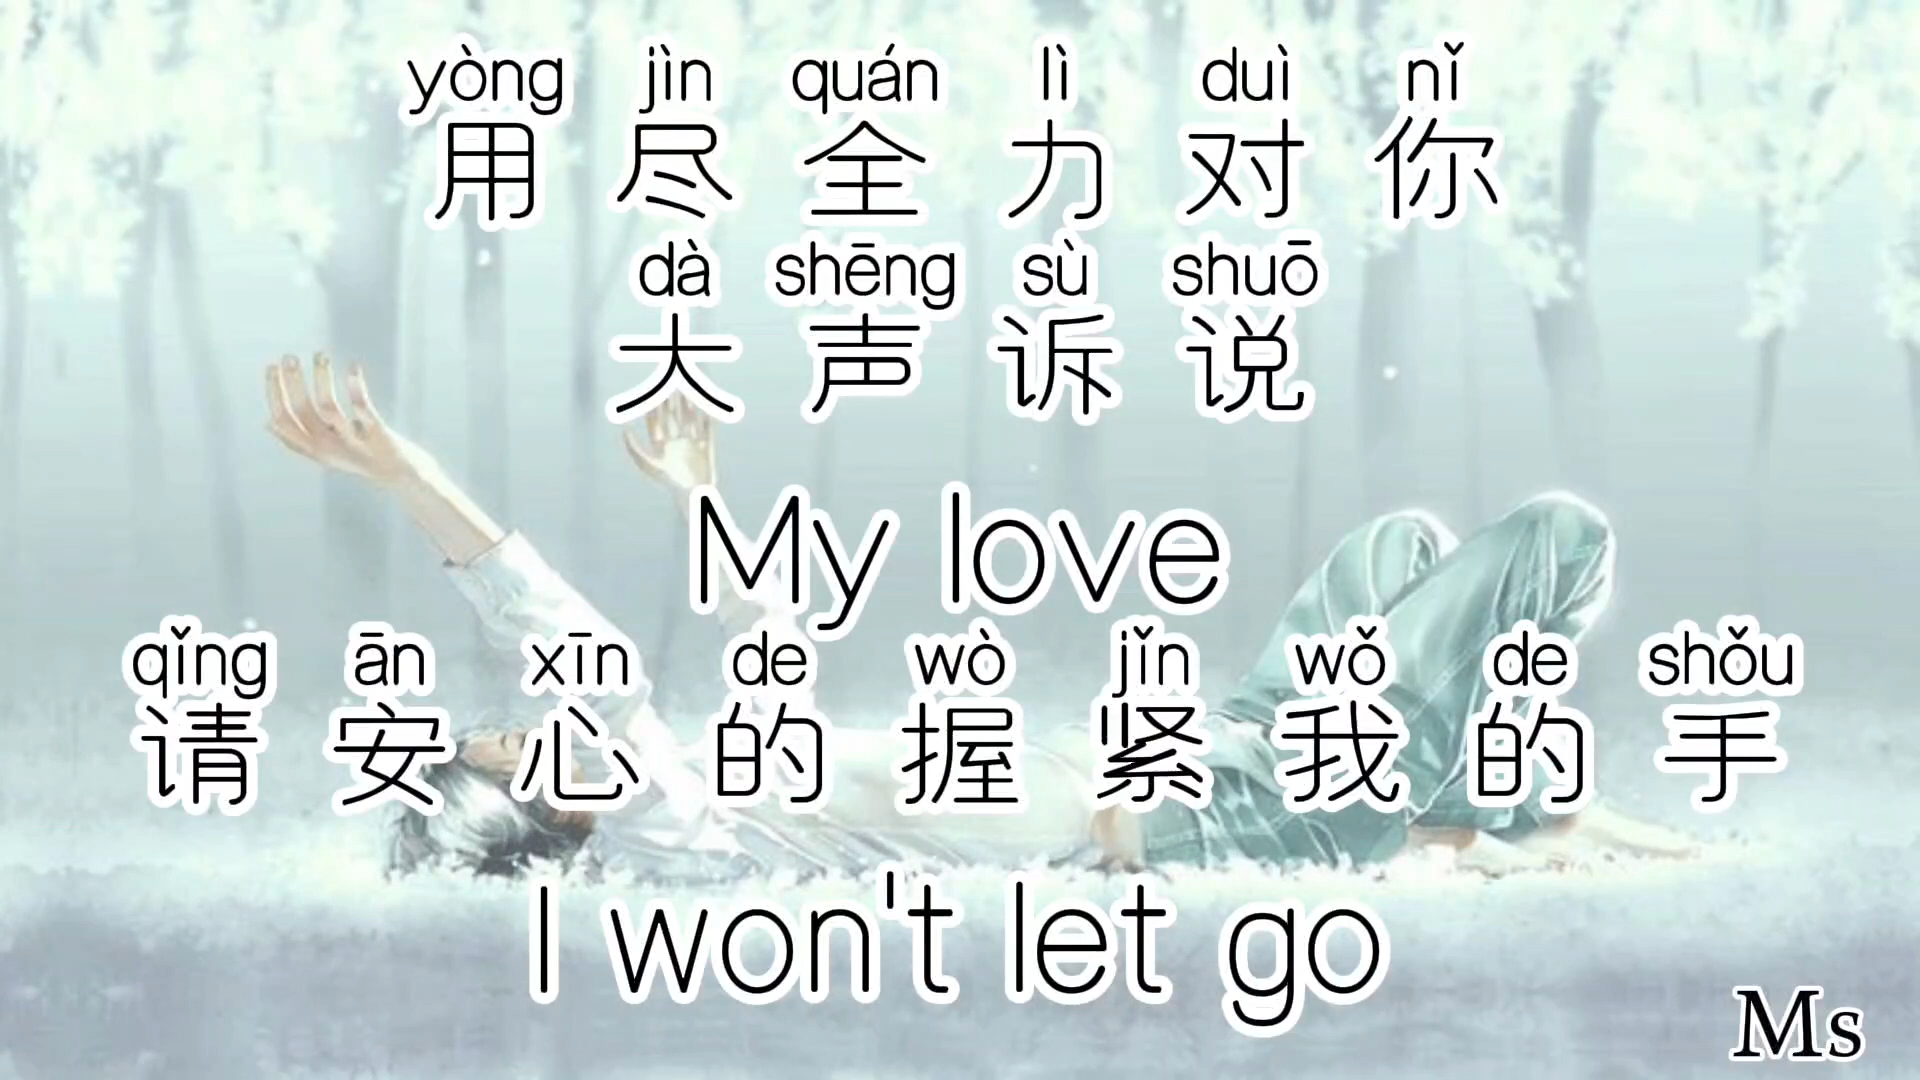 yòng jìn quán lì duì nǐ
用尽全力对你
dà shēng sù shuō
大声诉说
My love
qǐng ān xīn de wò jǐn wǒ de shǒu
请安心的握紧我的手
I won't let go
Ms